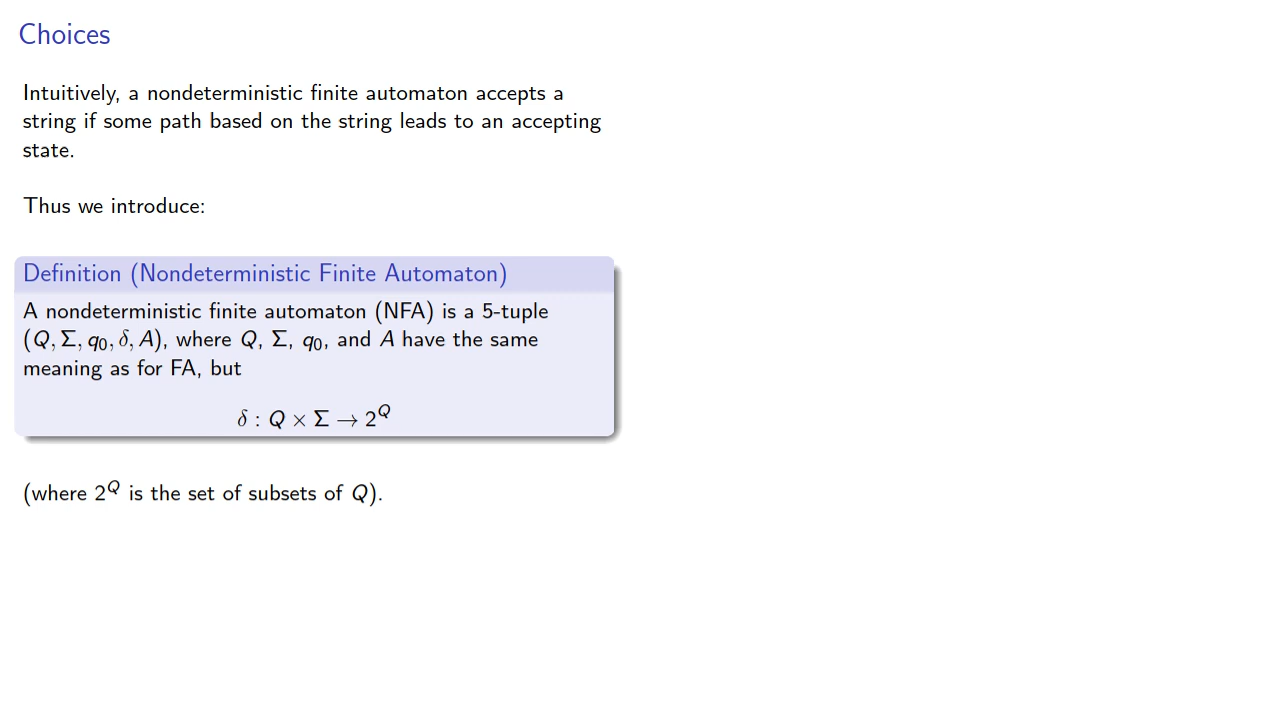 Choices
Intuitively, a nondeterministic finite automaton accepts a
string if some path based on the string leads to an accepting
state.
Thus we introduce:
Definition (Nondeterministic Finite Automaton)
A nondeterministic finite automaton (NFA) is a 5-tuple
(Q, Σ, q₀, δ, A), where Q, Σ, q₀, and A have the same
meaning as for FA, but
δ : Q × Σ → 2^Q
(where 2^Q is the set of subsets of Q).